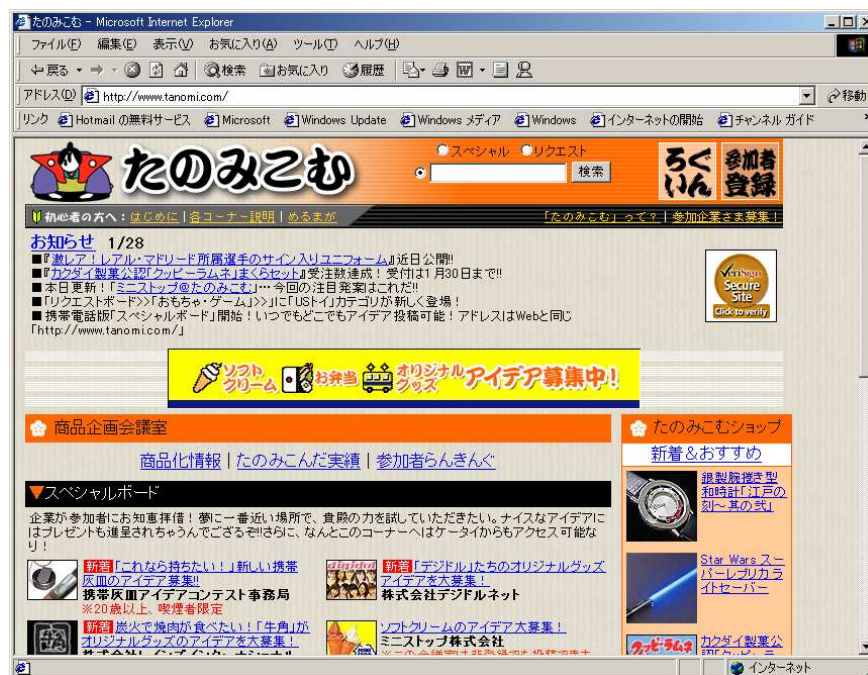 たのみこむ - Microsoft Internet Explorer
ファイル(F) 編集(E) 表示(V) お気に入り(A) ツール(T) ヘルプ(H)
戻る 検索 お気に入り 履歴
アドレス(D) http://www.tanomi.com/ 移動
リンク Hotmail の無料サービス Microsoft Windows Update Windows メディア Windows インターネットの開始 チャンネル ガイド
たのみこむ
スペシャル リクエスト
検索
ろぐいん
参加者登録
初心者の方へ:はじめに|各コーナー説明|めるまが
「たのみこむ」って?|参加企業さま募集!
お知らせ 1/28
■『激レア!レアル・マドリード所属選手のサイン入りユニフォーム』近日公開!!
■『カクダイ製菓公認「クッピーラムネ」まくらセット』受注数達成!受付は1月30日まで!!
■本日更新!「ミニストップ@たのみこむ」…今回の注目発案はこれだ!!
■「リクエストボード>>「おもちゃ・ゲーム」>>」に「USトイ」カテゴリが新しく登場!
■携帯電話版「スペシャルボード」開始!いつでもどこでもアイデア投稿可能!アドレスはWebと同じ
「http://www.tanomi.com/」
VeriSign
Secure
Site
Click to verify
ソフトクリーム お弁当 オリジナルグッズ アイデア募集中!
商品企画会議室
商品化情報|たのみこんだ実績|参加者らんきんぐ
▼スペシャルボード
企業が参加者にお知恵拝借!夢に一番近い場所で、貴殿の力を試していただきたい。ナイスなアイデアに
はプレゼントも進呈されちゃうんでござるぞ!!さらに、なんとこのコーナーへはケータイからもアクセス可能な
り!
新着「これなら持ちたい!」新しい携帯
灰皿のアイデア募集!!
携帯灰皿アイデアコンテスト事務局
※20歳以上、喫煙者限定
新着「デジドル」たちのオリジナルグッズ
アイデアを大募集!
株式会社デジドルネット
新着炭火で焼肉が食べたい!「牛角」が
オリジナルグッズのアイデアを大募集!
ソフトクリームのアイデア大募集!
ミニストップ株式会社
たのみこむショップ
新着&おすすめ
銀製腕捲き型
和時計「江戸の
刻~其の弐」
Star Wars スー
パーレプリカラ
イトセーバー
クッピーラムネ
カクダイ製菓公
インターネット